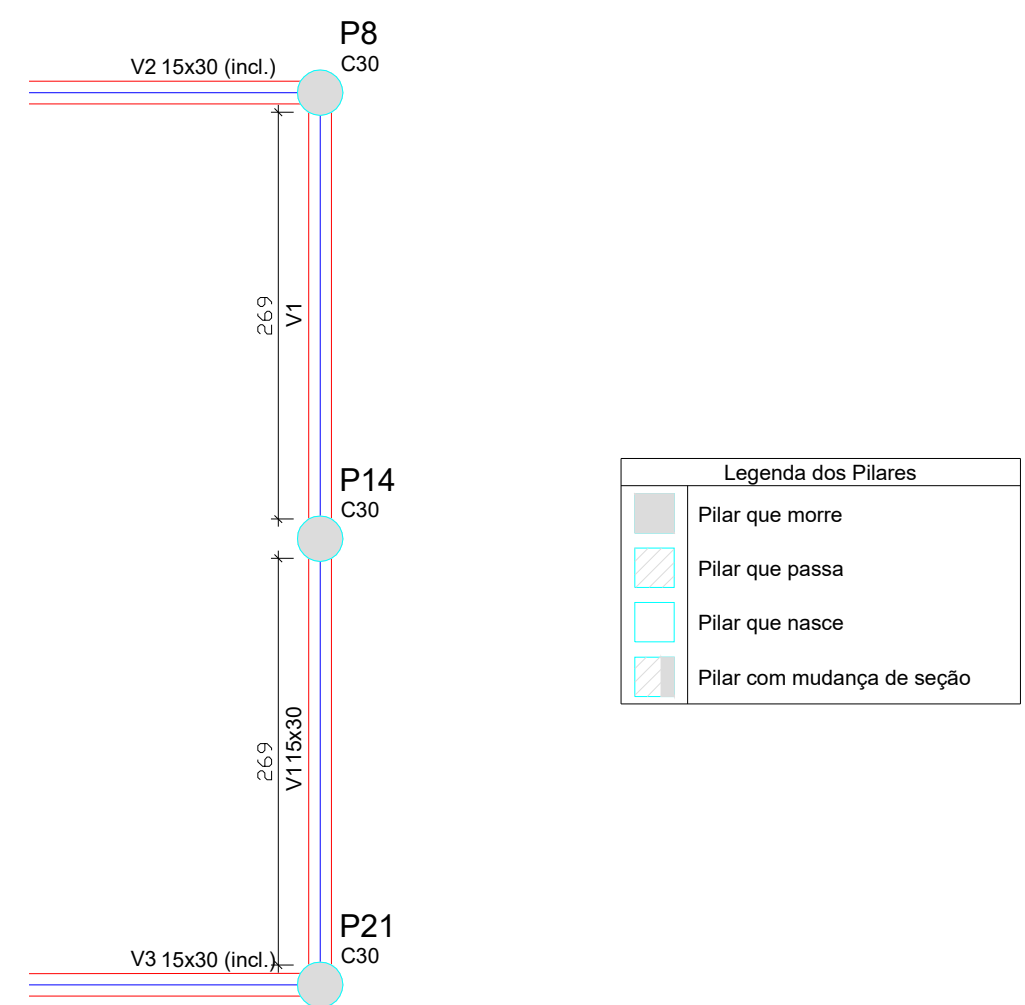 P8
C30
V2 15x30 (incl.)
269
V1
P14
C30
Legenda dos Pilares
Pilar que morre
Pilar que passa
Pilar que nasce
Pilar com mudança de seção
269
V115x30
P21
C30
V3 15x30 (incl.)